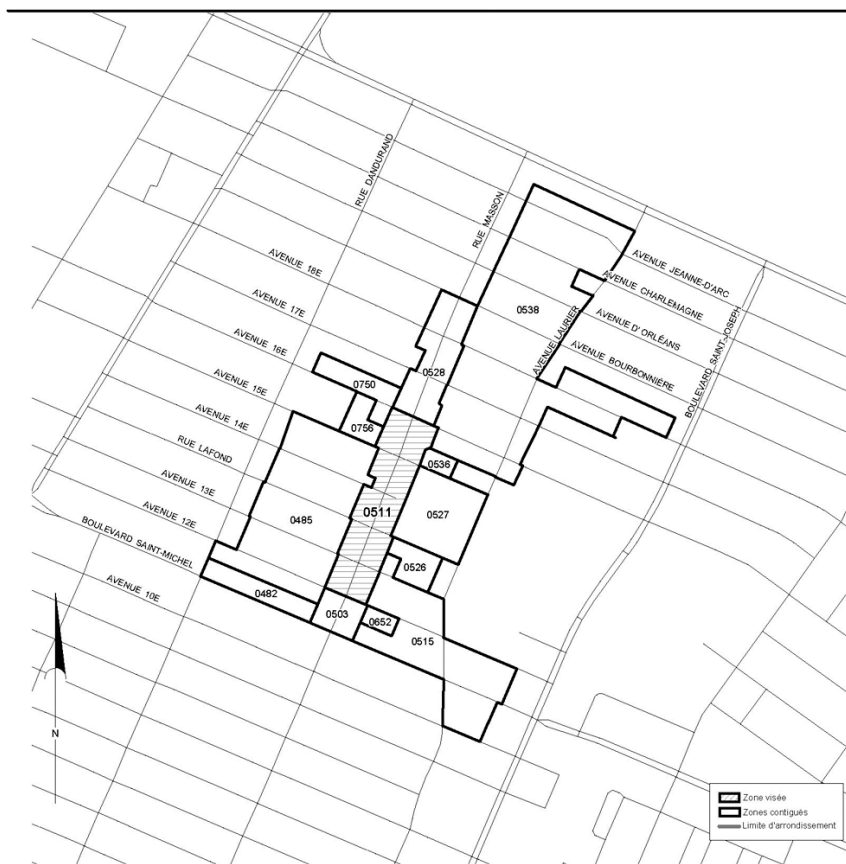 RUE DANDURAND
RUE MASSON
AVENUE 18E
AVENUE 17E
AVENUE 16E
AVENUE 15E
AVENUE 14E
RUE LAFOND
AVENUE 13E
AVENUE 12E
BOULEVARD SAINT-MICHEL
AVENUE 10E
AVENUE JEANNE-D'ARC
AVENUE CHARLEMAGNE
AVENUE D' ORLÉANS
AVENUE BOURBONNIÈRE
AVENUE LAURIER
BOULEVARD SAINT-JOSEPH
0538
0528
0750
0756
0536
0511
0485
0527
0526
0482
0503
0652
0515
N
Zone visée
Zones contiguës
Limite d'arrondissement